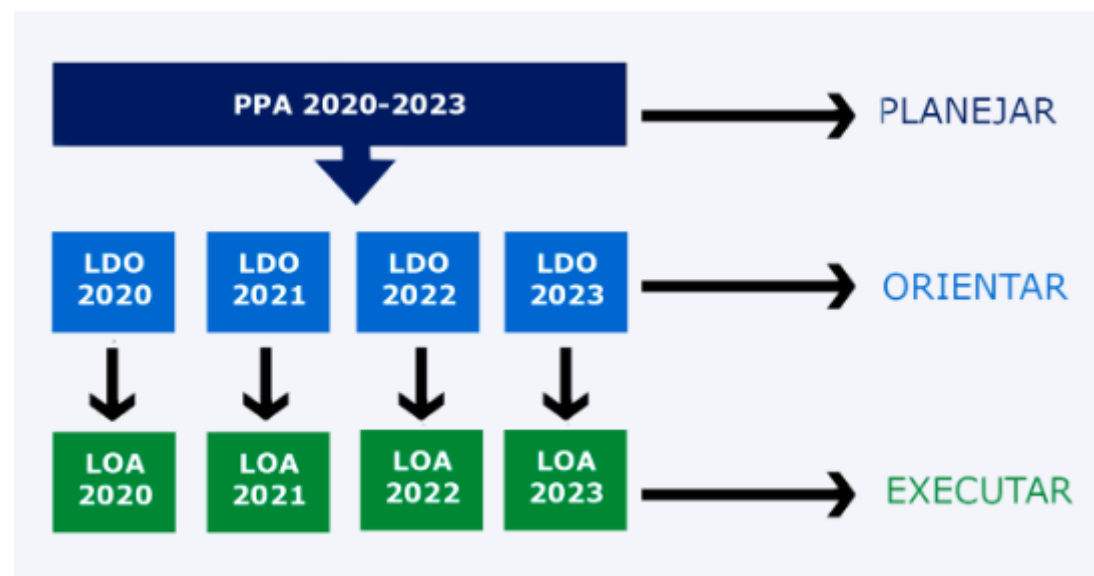 PPA 2020-2023
PLANEJAR
LDO
2020
LDO
2021
LDO
2022
LDO
2023
ORIENTAR
LOA
2020
LOA
2021
LOA
2022
LOA
2023
EXECUTAR